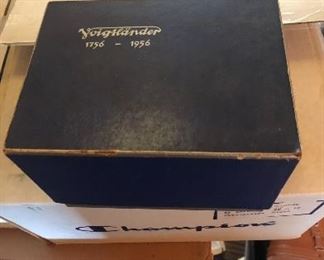 Voigtländer
1756 - 1956
Champion